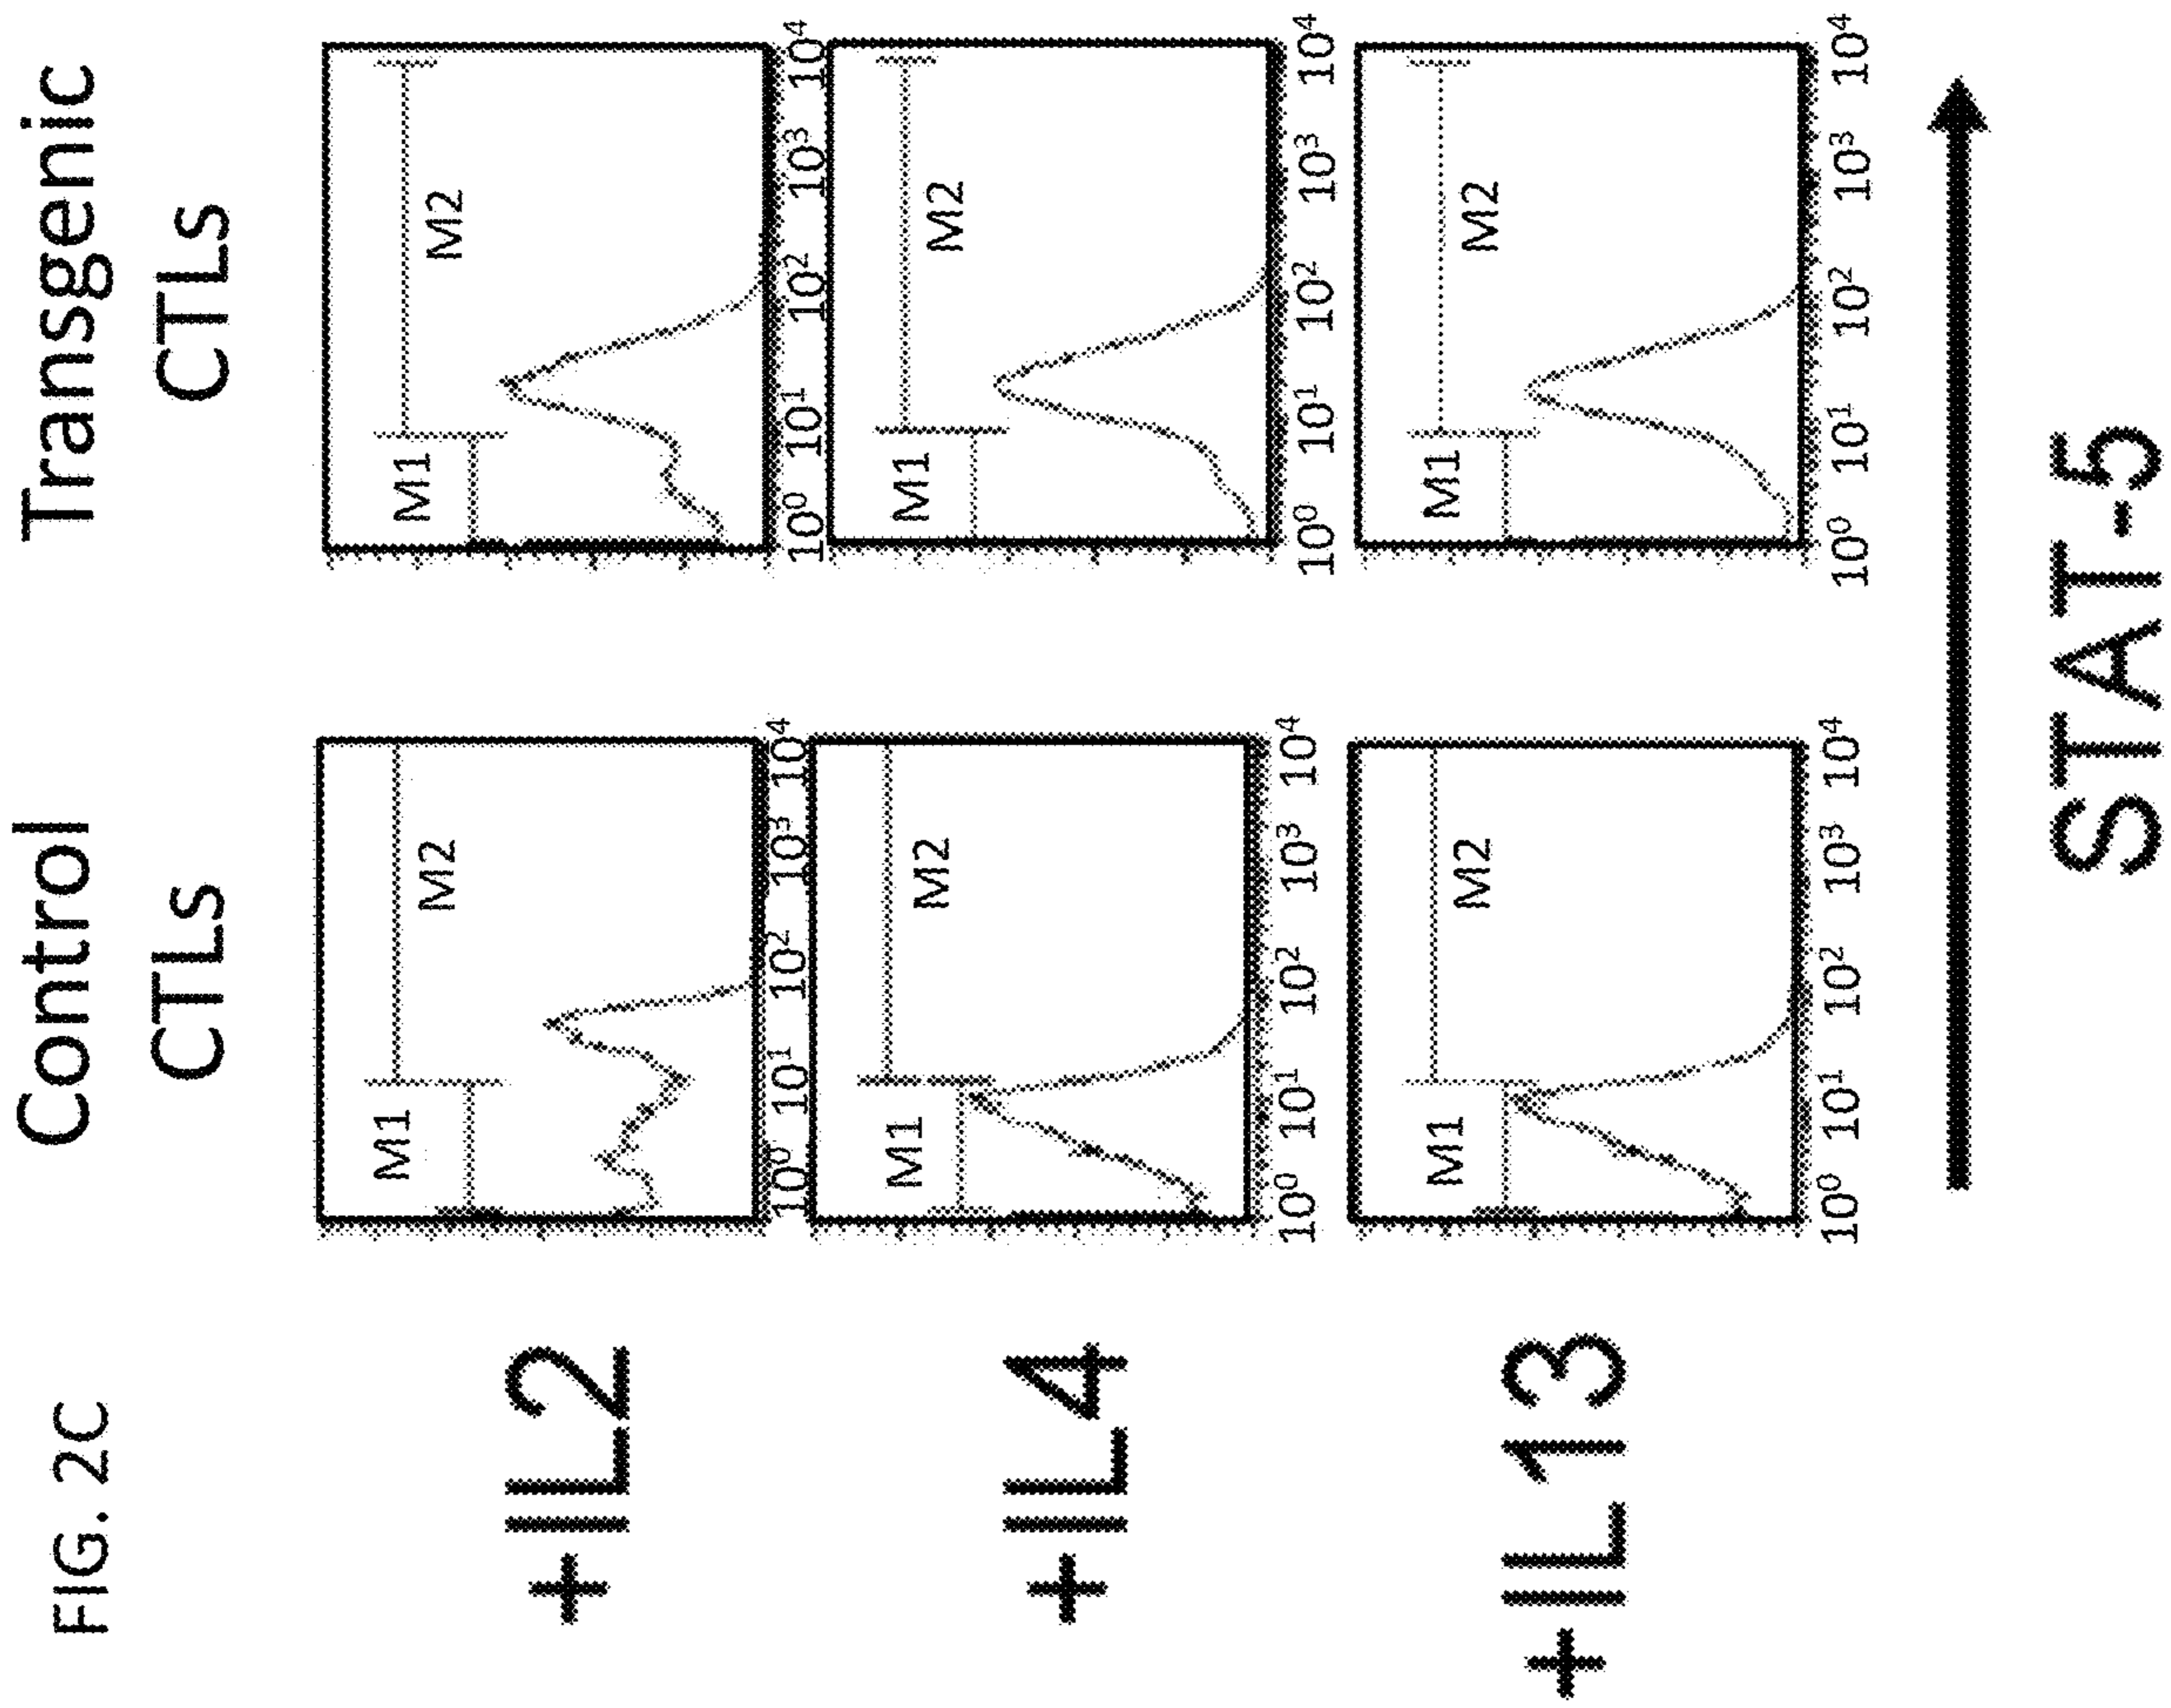 FIG. 2C
Control
CTLs
Transgenic
CTLs
+IL2
M1
M2
10⁰ 10¹ 10² 10³ 10⁴
M1
M2
10⁰ 10¹ 10² 10³ 10⁴
+IL4
M1
M2
10⁰ 10¹ 10² 10³ 10⁴
M1
M2
10⁰ 10¹ 10² 10³ 10⁴
+IL13
M1
M2
10⁰ 10¹ 10² 10³ 10⁴
M1
M2
10⁰ 10¹ 10² 10³ 10⁴
STAT-5